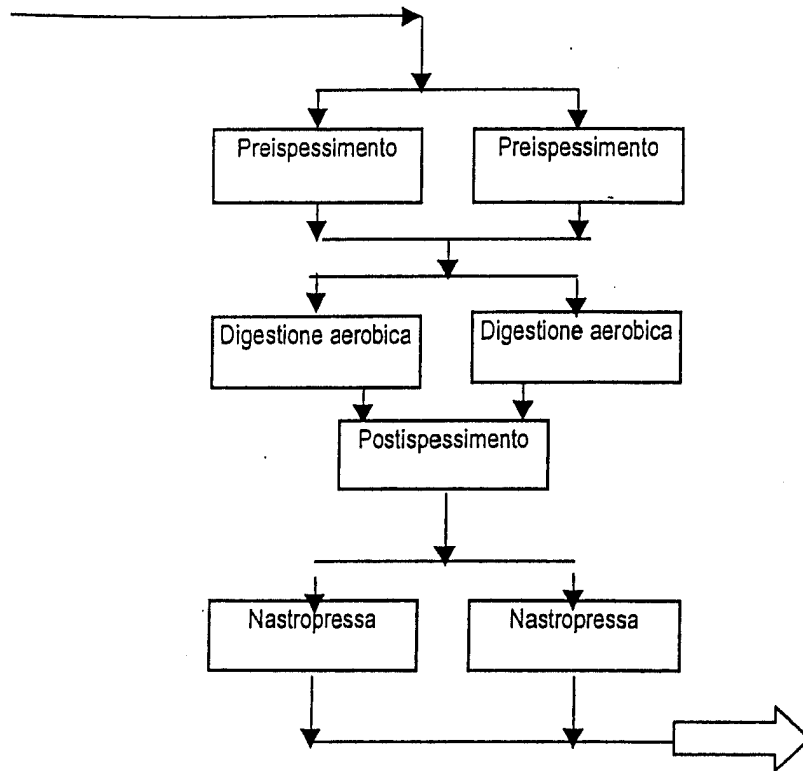 Preispessimento
Preispessimento
Digestione aerobica
Digestione aerobica
Postispessimento
Nastropressa
Nastropressa